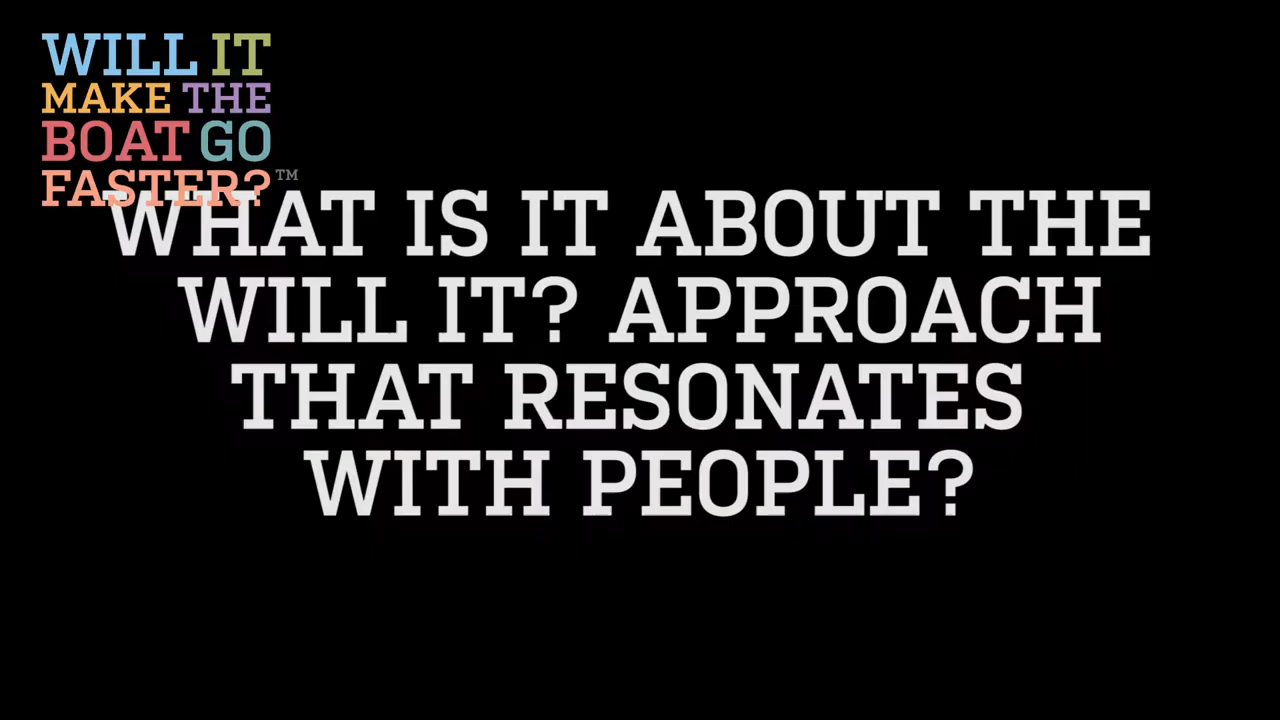 WILL IT
MAKE THE
BOAT GO
FASTER?™
WHAT IS IT ABOUT THE
WILL IT? APPROACH
THAT RESONATES
WITH PEOPLE?